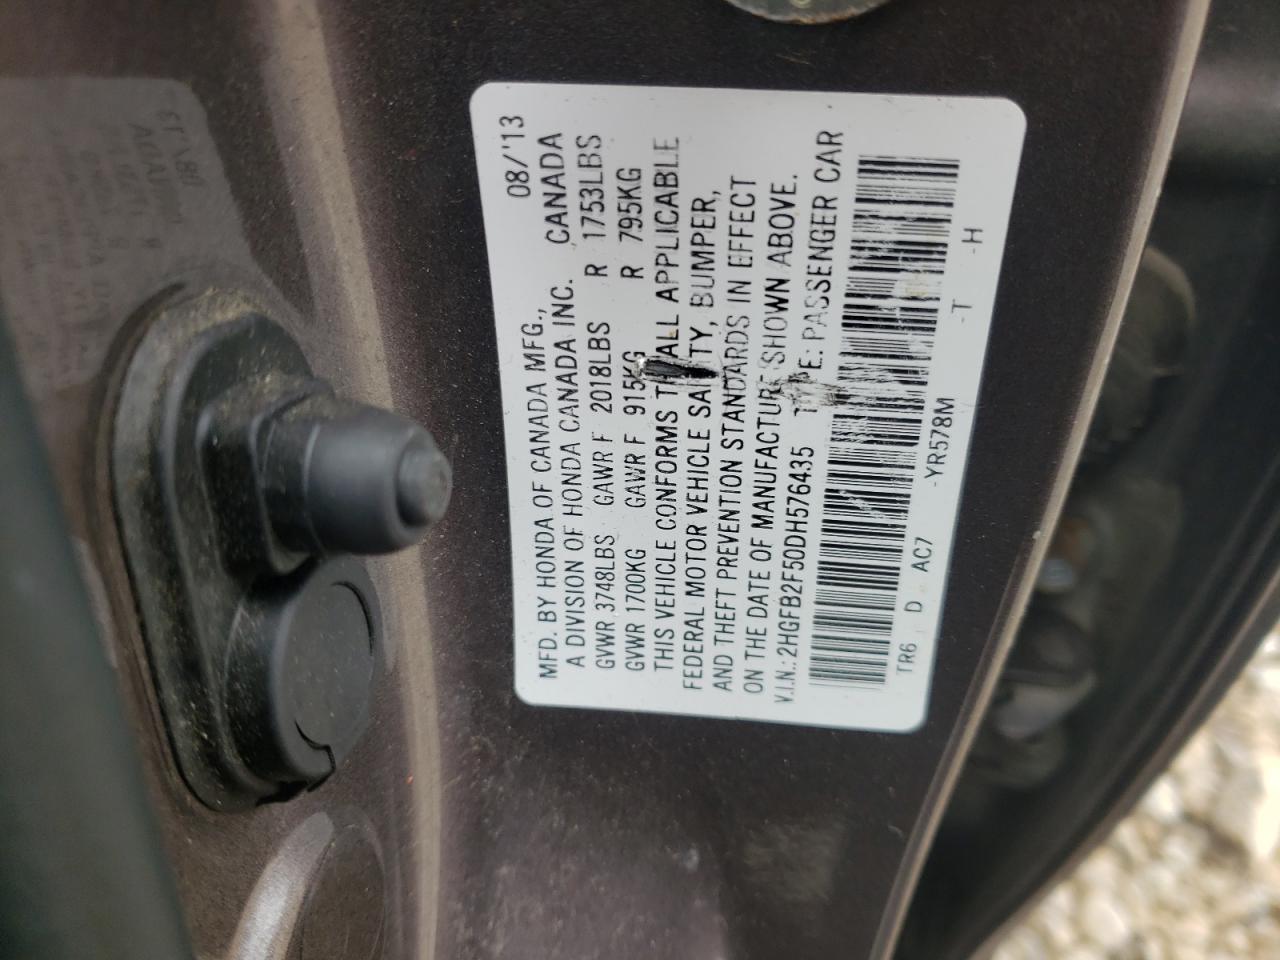 MFD. BY HONDA OF CANADA MFG., 08/'13
A DIVISION OF HONDA CANADA INC. CANADA
GVWR 3748LBS GAWR F 2018LBS R 1753LBS
GVWR 1700KG GAWR F 915KG R 795KG
THIS VEHICLE CONFORMS ALL APPLICABLE
FEDERAL MOTOR VEHICLE SAFETY, BUMPER,
AND THEFT PREVENTION STANDARDS IN EFFECT
ON THE DATE OF MANUFACTURE SHOWN ABOVE.
V.I.N.: 2HGFB2F50DH576435 TYPE: PASSENGER CAR
TR6 D AC7 -YR578M -T -H